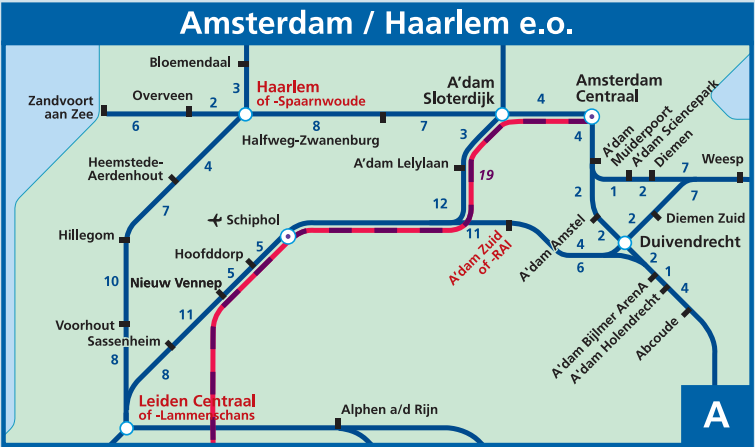 Amsterdam / Haarlem e.o.
Bloemendaal
3
Haarlem
of -Spaarnwoude
A'dam
Sloterdijk
4
Amsterdam
Centraal
Zandvoort
aan Zee
Overveen
2
6
8
7
Halfweg-Zwanenburg
3
4
A'dam
Muiderpoort
A'dam Sciencepark
Diemen
7
Weesp
Heemstede-
Aerdenhout
4
A'dam Lelylaan
19
1
2
7
2
7
12
Schiphol
11
2
Diemen Zuid
Hillegom
5
A'dam Zuid
of -RAI
A'dam Amstel
2
Duivendrecht
4
6
Hoofddorp
5
2
1
4
10
Nieuw Vennep
11
A'dam Bijlmer ArenA
A'dam Holendrecht
Abcoude
Voorhout
Sassenheim
8
8
Leiden Centraal
of -Lammenschans
Alphen a/d Rijn
A